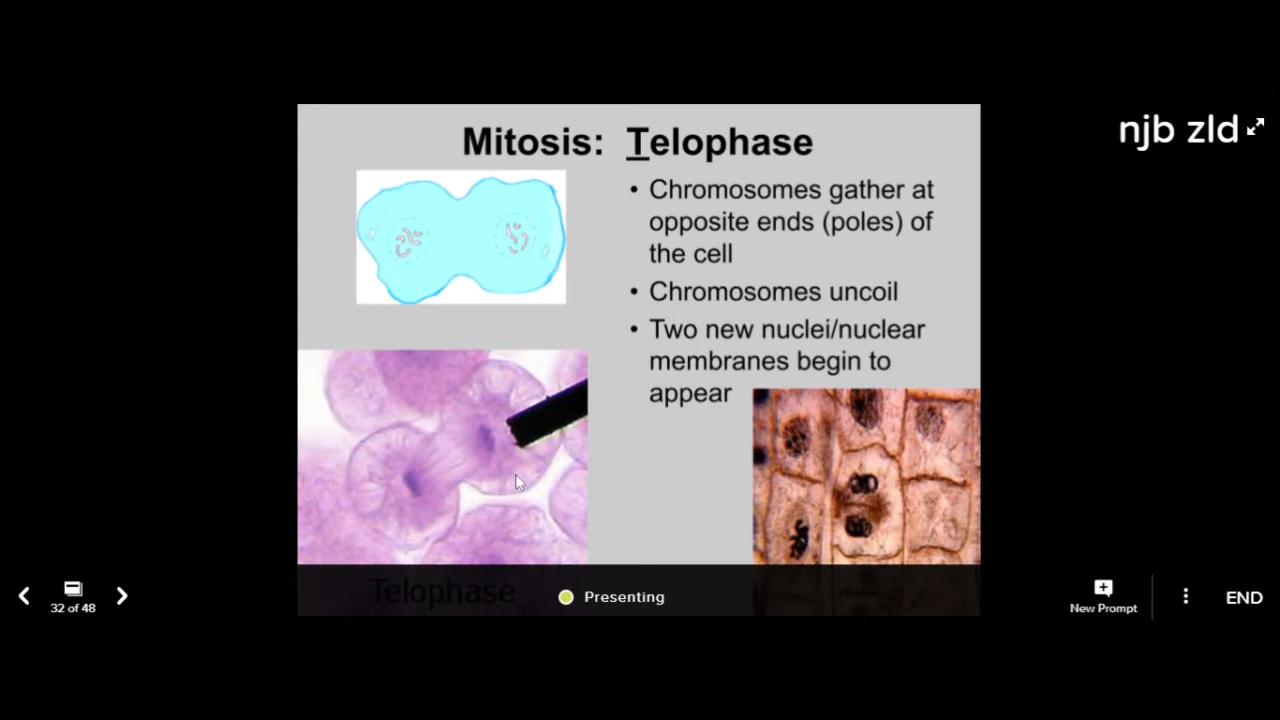 Mitosis: Telophase
njb zld
• Chromosomes gather at
opposite ends (poles) of
the cell
• Chromosomes uncoil
• Two new nuclei/nuclear
membranes begin to
appear
Telophase
Presenting
32 of 48
New Prompt
END